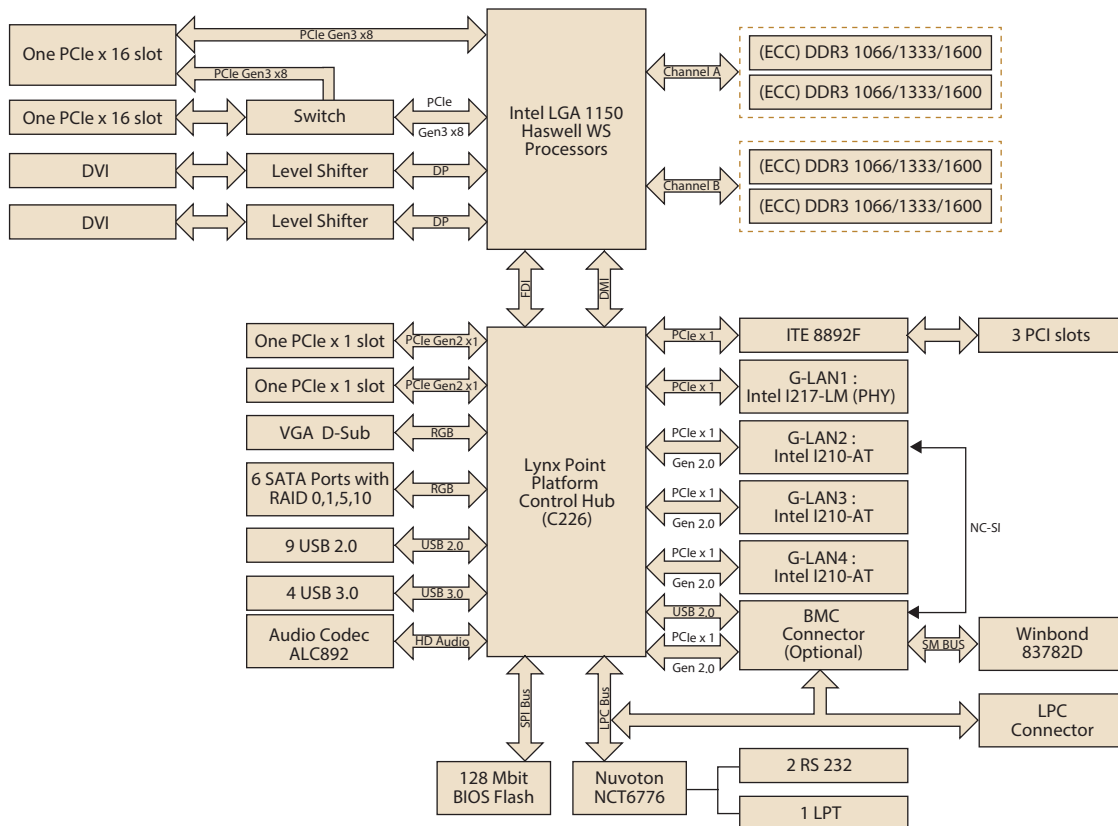 One PCIe x 16 slot
PCIe Gen3 x8
PCIe Gen3 x8
One PCIe x 16 slot
Switch
PCIe
Gen3 x8
DVI
Level Shifter
DP
DVI
Level Shifter
DP
Intel LGA 1150
Haswell WS
Processors
Channel A
(ECC) DDR3 1066/1333/1600
(ECC) DDR3 1066/1333/1600
Channel B
(ECC) DDR3 1066/1333/1600
(ECC) DDR3 1066/1333/1600
FDI
DMI
One PCIe x 1 slot
PCIe Gen2 x1
One PCIe x 1 slot
PCIe Gen2 x1
VGA D-Sub
RGB
6 SATA Ports with
RAID 0,1,5,10
RGB
9 USB 2.0
USB 2.0
4 USB 3.0
USB 3.0
Audio Codec
ALC892
HD Audio
Lynx Point
Platform
Control Hub
(C226)
PCIe x 1
ITE 8892F
3 PCI slots
PCIe x 1
G-LAN1 :
Intel I217-LM (PHY)
PCIe x 1
Gen 2.0
G-LAN2 :
Intel I210-AT
PCIe x 1
Gen 2.0
G-LAN3 :
Intel I210-AT
NC-SI
PCIe x 1
Gen 2.0
G-LAN4 :
Intel I210-AT
USB 2.0
PCIe x 1
Gen 2.0
BMC
Connector
(Optional)
SM BUS
Winbond
83782D
SPI Bus
LPC Bus
LPC
Connector
128 Mbit
BIOS Flash
Nuvoton
NCT6776
2 RS 232
1 LPT